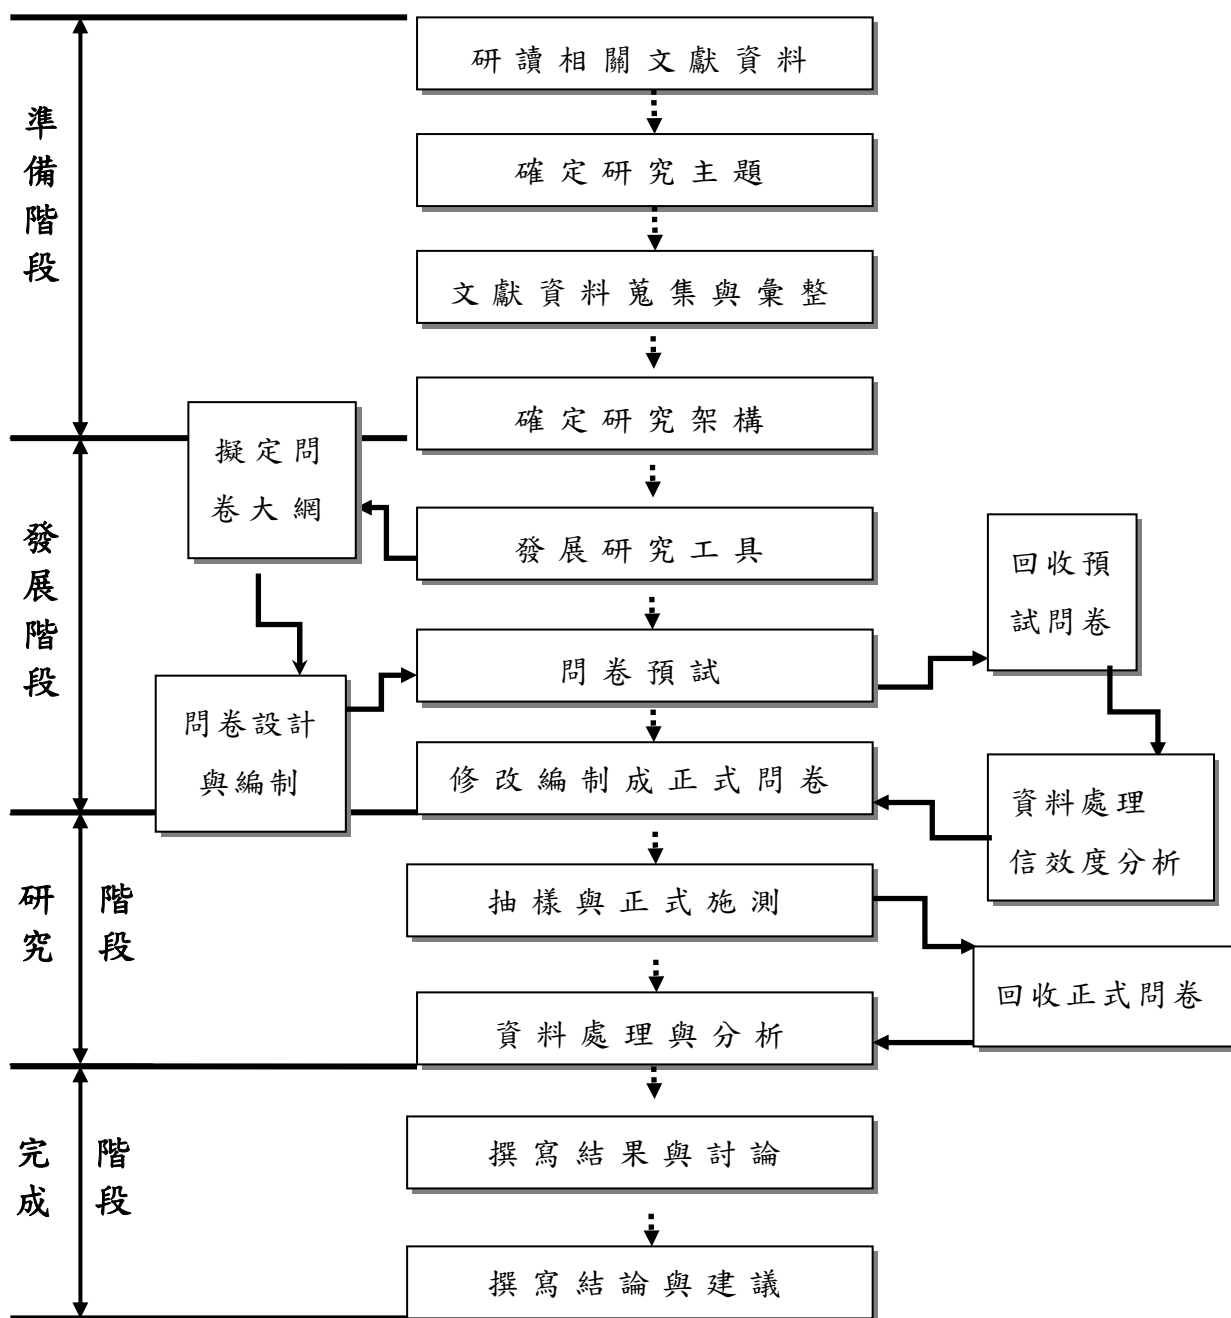 研讀相關文獻資料
準備階段
確定研究主題
文獻資料蒐集與彙整
確定研究架構
擬定問
卷大網
發展階段
發展研究工具
回收預
試問卷
問卷預試
問卷設計
與編制
修改編制成正式問卷
資料處理
信效度分析
研究
階段
抽樣與正式施測
回收正式問卷
資料處理與分析
完成
階段
撰寫結果與討論
撰寫結論與建議